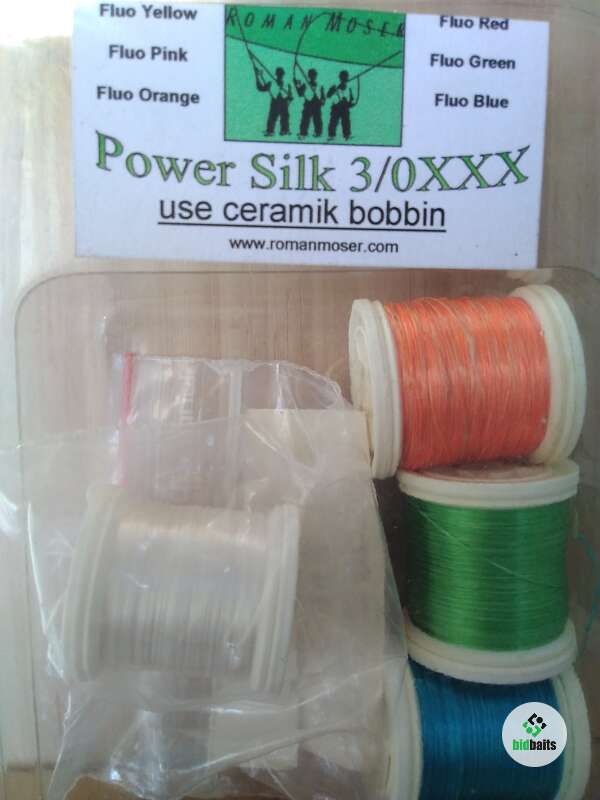 Fluo Yellow
Fluo Pink
Fluo Orange
ROMAN MOSER
Fluo Red
Fluo Green
Fluo Blue
Power Silk 3/0XXX
use ceramik bobbin
www.romanmoser.com
bidbaits